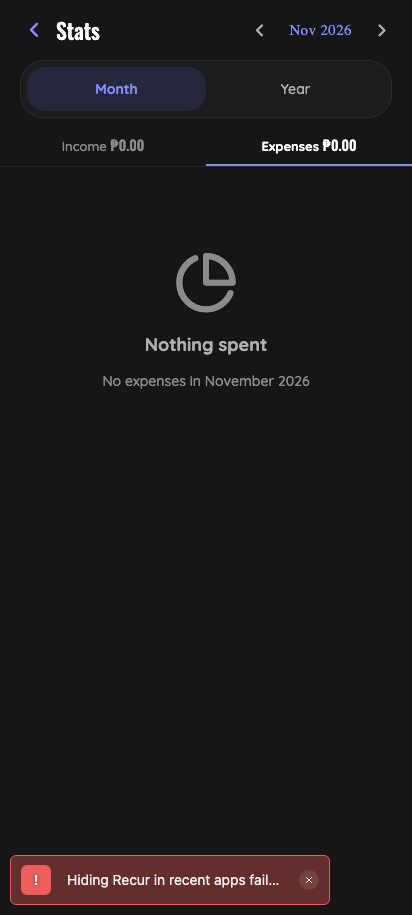 Stats
Nov 2026
Month
Year
Income ₱0.00
Expenses ₱0.00
Nothing spent
No expenses in November 2026
! Hiding Recur in recent apps fail...